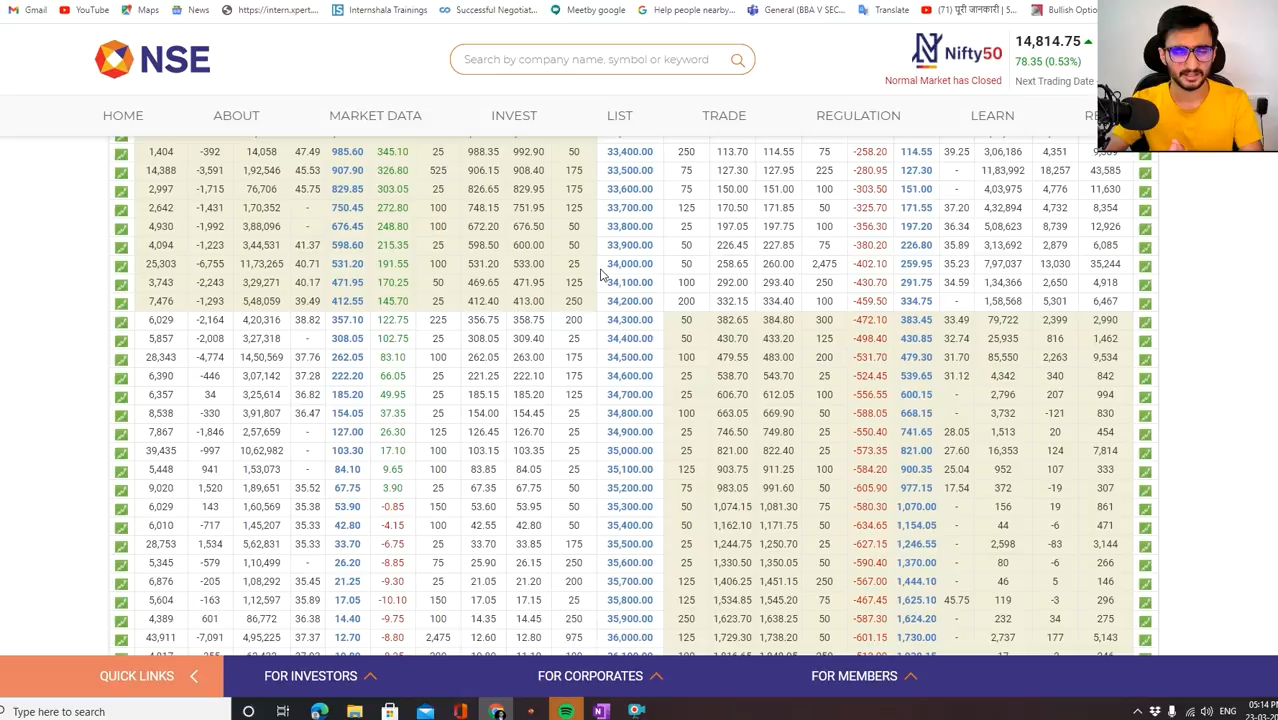 Gmail YouTube Maps News https://intern.xpert... Internshala Trainings Successful Negotiat... Meetby google Help people nearby... General (BBA V SEC... Translate (71) पूरी जानकारी | S... Bullish Option
NSE
Search by company name, symbol or keyword
Nifty50
14,814.75
78.35 (0.53%)
Normal Market has Closed
Next Trading Date -
HOME ABOUT MARKET DATA INVEST LIST TRADE REGULATION LEARN
1,404 -392 14,058 47.49 985.60 345.10 988.35 992.90 50 33,400.00 250 113.70 114.55 75 -258.20 114.55 39.25 3,06,186 4,351
14,388 -3,591 1,92,546 45.53 907.90 326.80 525 906.15 908.40 175 33,500.00 75 127.30 127.95 225 -280.95 127.30 - 11,83,992 18,257 43,585
2,997 -1,715 76,706 45.75 829.85 303.05 25 826.65 829.95 175 33,600.00 75 150.00 151.00 100 -303.50 151.00 - 4,03,975 4,776 11,630
2,642 -1,431 1,70,352 - 750.45 272.80 100 748.15 751.95 125 33,700.00 125 170.50 171.85 50 -325.70 171.55 37.20 4,32,894 4,732 8,354
4,930 -1,992 3,88,096 - 676.45 248.80 100 672.20 676.50 50 33,800.00 50 197.05 197.75 100 -356.30 197.20 36.34 5,08,623 8,739 12,926
4,094 -1,223 3,44,531 41.37 598.60 215.35 25 598.50 600.00 50 33,900.00 50 226.45 227.85 75 -380.20 226.80 35.89 3,13,692 2,879 6,085
25,303 -6,755 11,73,265 40.71 531.20 191.55 100 531.20 533.00 25 34,000.00 50 258.65 260.00 2,475 -402.10 259.95 35.23 7,97,037 13,030 35,244
3,743 -2,243 2,71,609 40.17 471.95 170.25 50 469.65 471.95 125 34,100.00 100 292.00 293.40 250 -430.70 291.75 34.59 1,34,366 2,650 4,918
7,476 -1,293 5,48,059 39.49 412.55 145.70 25 412.40 413.00 250 34,200.00 200 332.15 334.40 100 -459.50 334.75 - 1,58,568 5,301 6,467
6,029 -2,164 4,20,316 38.82 357.10 122.75 225 356.75 358.75 200 34,300.00 50 382.65 384.80 300 -472.10 383.45 33.49 79,722 2,399 2,990
5,857 -2,008 3,27,318 - 308.05 102.75 25 308.05 309.40 125 34,400.00 50 430.70 433.20 125 -498.40 430.85 32.74 25,935 816 1,462
28,343 -4,774 14,50,569 37.76 262.05 83.10 100 262.05 263.00 175 34,500.00 100 479.55 483.00 200 -531.70 479.30 31.70 85,550 2,263 9,534
6,390 -446 3,07,142 37.28 222.20 66.05 25 221.25 222.10 175 34,600.00 25 538.70 543.70 25 -524.45 539.65 31.12 4,342 340 842
6,357 34 3,25,614 36.82 185.20 49.95 25 185.15 185.20 125 34,700.00 25 606.70 612.05 100 -556.55 600.15 - 2,796 207 994
8,538 -330 3,91,807 36.47 154.05 37.35 25 154.00 154.45 25 34,800.00 100 663.05 669.90 50 -588.05 668.15 - 3,732 -121 830
7,867 -1,846 2,57,659 - 127.00 26.30 125 126.45 126.70 25 34,900.00 25 746.50 749.80 25 -550.40 741.65 28.05 1,513 20 454
39,435 -997 10,62,982 - 103.30 17.10 100 103.15 103.35 25 35,000.00 25 821.00 822.40 25 -573.35 821.00 27.60 16,353 124 7,814
5,448 941 1,53,073 - 84.10 9.65 100 83.85 84.05 25 35,100.00 125 903.75 911.25 100 -584.20 900.35 25.04 952 107 333
9,020 1,520 1,89,651 35.52 67.75 3.90 25 67.35 67.75 50 35,200.00 75 983.05 991.60 50 -605.90 977.15 17.54 372 -19 307
6,029 143 1,60,569 35.38 53.90 -0.85 150 53.60 53.95 50 35,300.00 50 1,074.15 1,081.30 75 -580.30 1,070.00 - 156 19 861
6,010 -717 1,45,207 35.33 42.80 -4.15 100 42.55 42.80 50 35,400.00 50 1,162.10 1,171.75 50 -634.65 1,154.05 - 44 -6 471
28,753 1,534 5,62,831 35.33 33.70 -6.75 25 33.70 33.85 175 35,500.00 25 1,244.75 1,250.70 25 -627.15 1,246.55 - 2,598 -83 3,144
5,345 -579 1,10,499 - 26.20 -8.85 75 25.90 26.15 250 35,600.00 25 1,330.50 1,350.05 50 -590.40 1,370.00 - 80 -6 266
6,876 -205 1,08,292 35.45 21.25 -9.30 25 21.05 21.20 200 35,700.00 125 1,406.25 1,451.15 250 -567.00 1,444.10 - 46 5 146
5,604 -163 1,12,597 35.89 17.05 -10.10 150 17.05 17.15 25 35,800.00 125 1,534.85 1,545.20 75 -467.45 1,625.10 45.75 119 -3 296
4,389 601 86,772 36.38 14.40 -9.75 100 14.35 14.45 250 35,900.00 250 1,623.70 1,638.25 50 -587.30 1,624.20 - 232 34 275
43,911 -7,091 4,95,225 37.37 12.70 -8.80 2,475 12.60 12.80 975 36,000.00 125 1,729.30 1,738.20 50 -601.15 1,730.00 - 2,737 177 5,143
QUICK LINKS FOR INVESTORS FOR CORPORATES FOR MEMBERS
Type here to search
ENG
05:14 PM